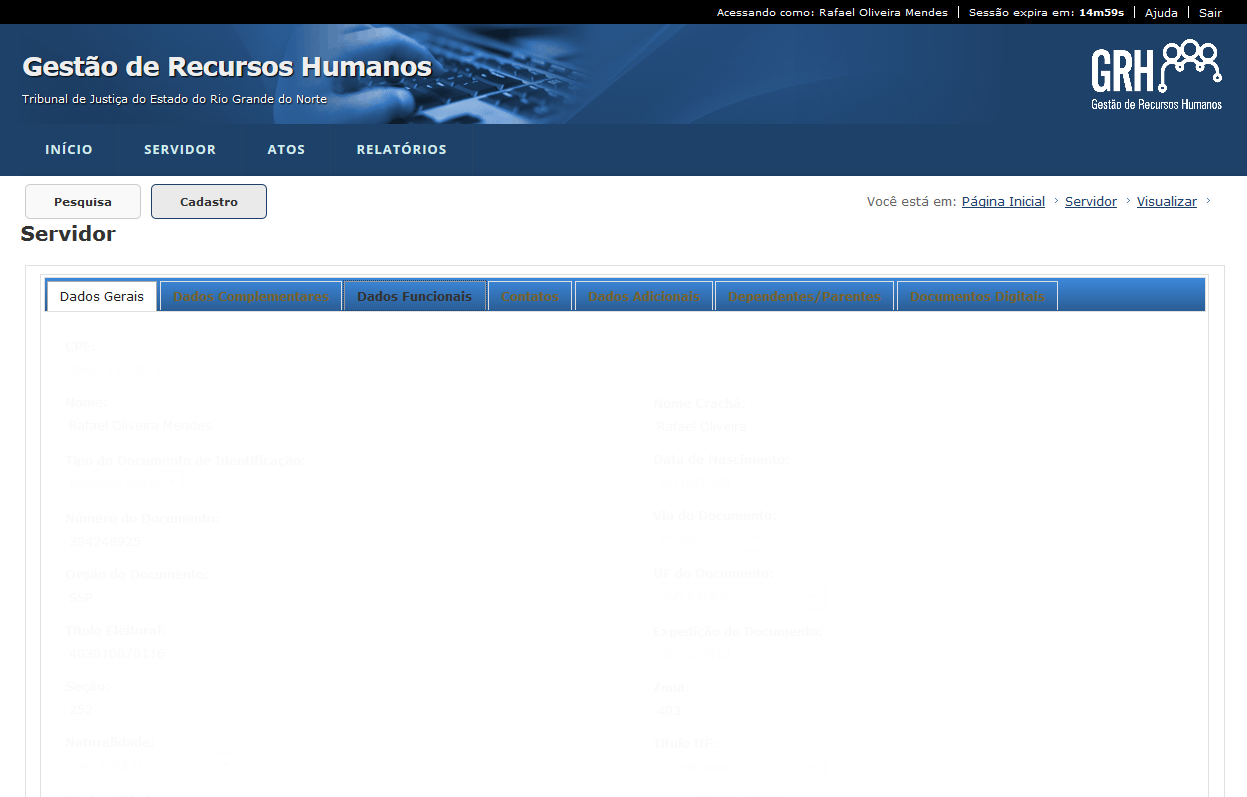 Acessando como: Rafael Oliveira Mendes | Sessão expira em: 14m59s | Ajuda | Sair
Gestão de Recursos Humanos
Tribunal de Justiça do Estado do Rio Grande do Norte
GRH
Gestão de Recursos Humanos
INÍCIO SERVIDOR ATOS RELATÓRIOS
Pesquisa Cadastro
Você está em: Página Inicial > Servidor > Visualizar >
Servidor
Dados Gerais Dados Complementares Dados Funcionais Contatos Dados Adicionais Dependentes/Parentes Documentos Digitais
CPF:
Nome: Nome Crachá:
Rafael Oliveira Mendes Rafael Oliveira
Tipo do Documento de Identificação: Data de Nascimento:
Número do Documento: Via do Documento:
Orgão do Documento: UF do Documento:
SSP
Título Eleitoral: Expedição do Documento:
Seção: Zona:
252
Naturalidade: Título UF: